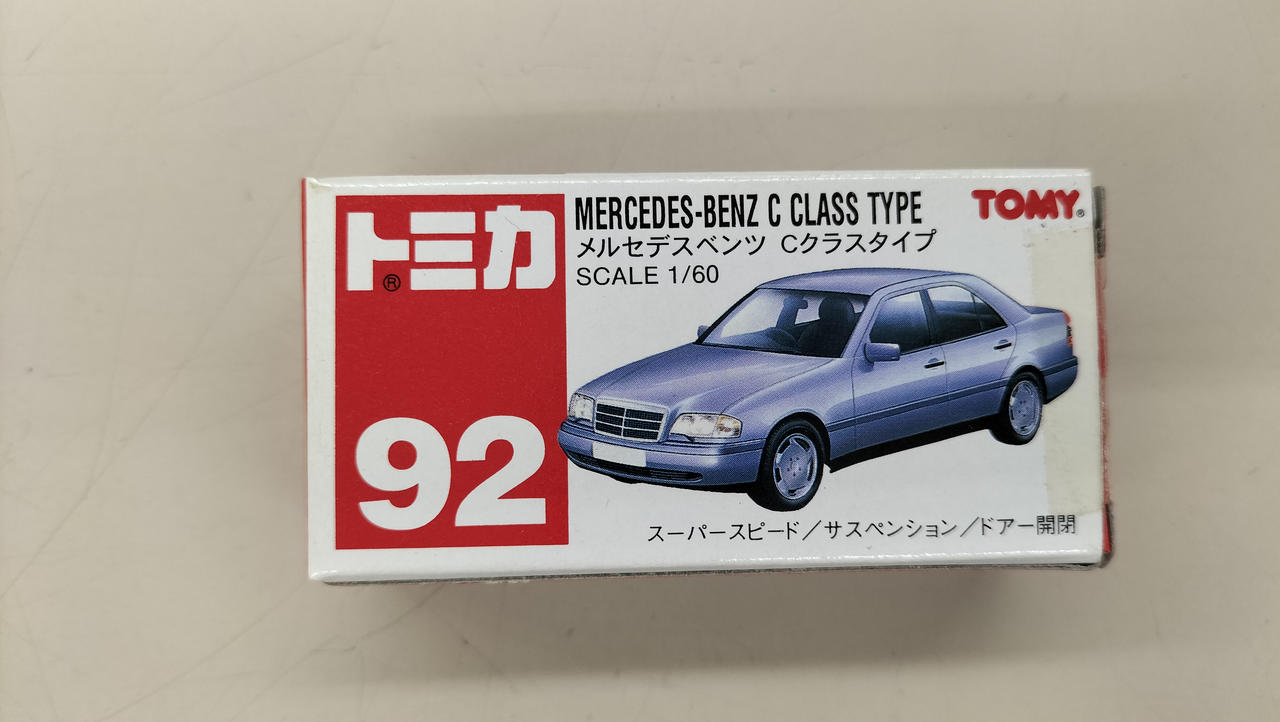 トミカ®
92
MERCEDES-BENZ C CLASS TYPE
メルセデスベンツ Cクラスタイプ
SCALE 1/60
TOMY®
スーパースピード/サスペンション/ドアー開閉